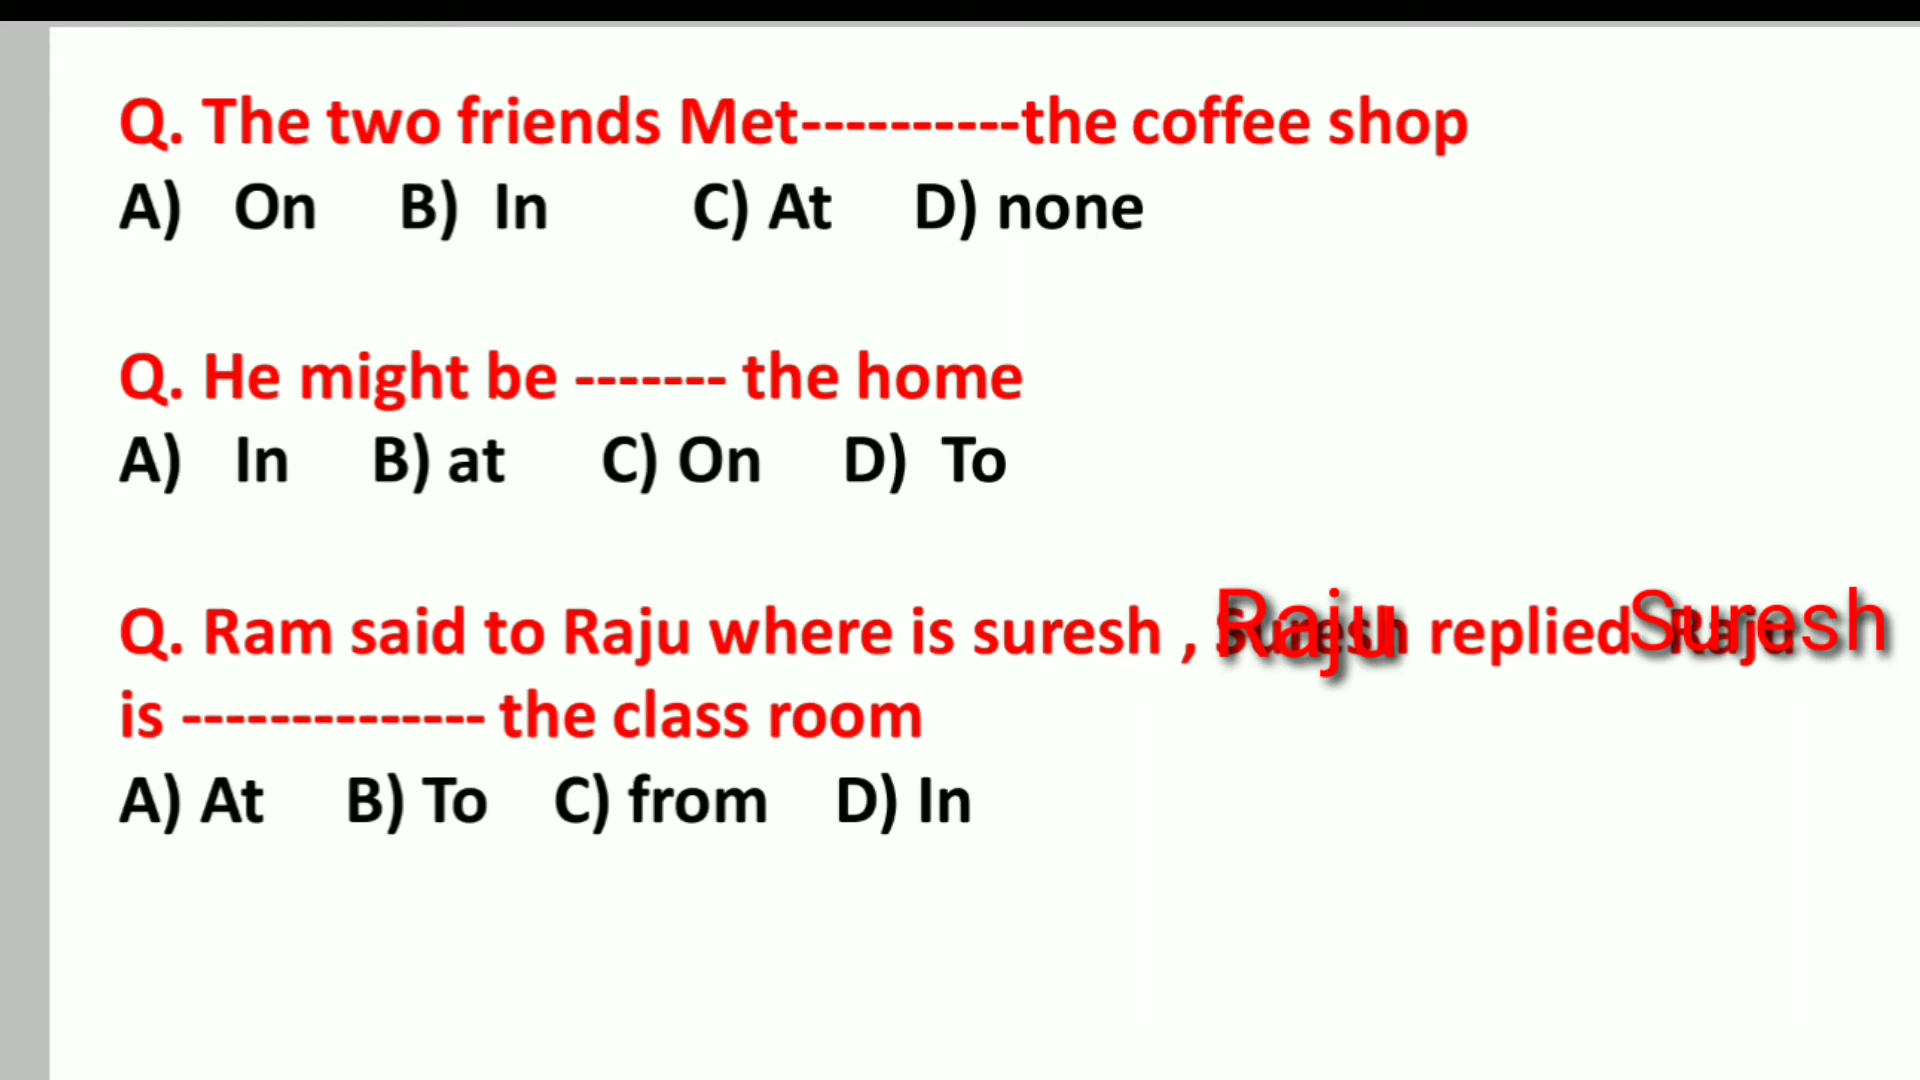 Q. The two friends Met----------the coffee shop
A) On B) In C) At D) none
Q. He might be ------- the home
A) In B) at C) On D) To
Q. Ram said to Raju where is suresh , Raju replied Suresh
is -------------- the class room
A) At B) To C) from D) In